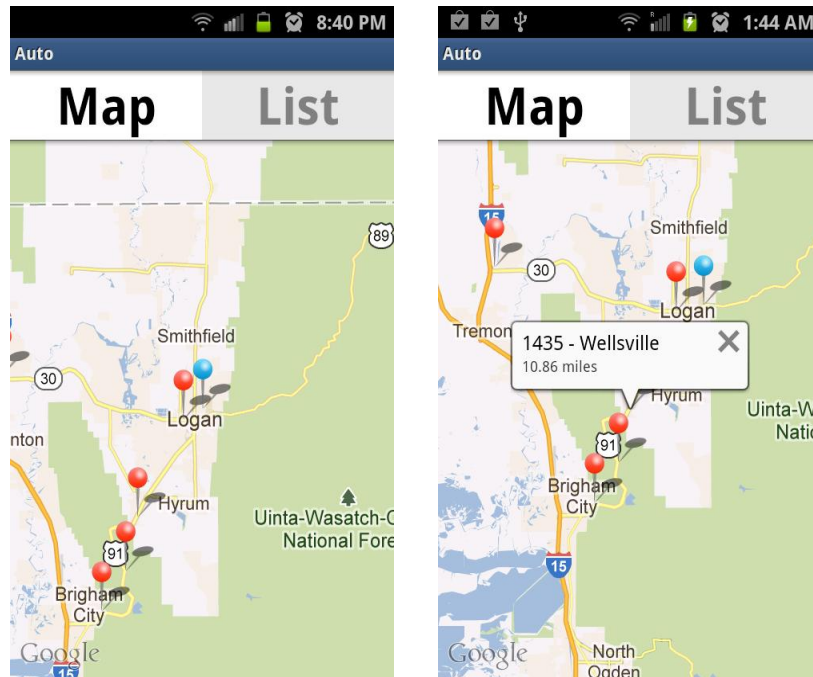 8:40 PM
Auto
Map List
89
Smithfield
30
Logan
nton
Hyrum
Uinta-Wasatch-C
National Fore
91
Brigham
City
Google
15
1:44 AM
Auto
Map List
15
Smithfield
30
Logan
Tremon
1435 - Wellsville
10.86 miles
Hyrum
Uinta-W
Natio
91
Brigham
City
15
Google
North
Ogden